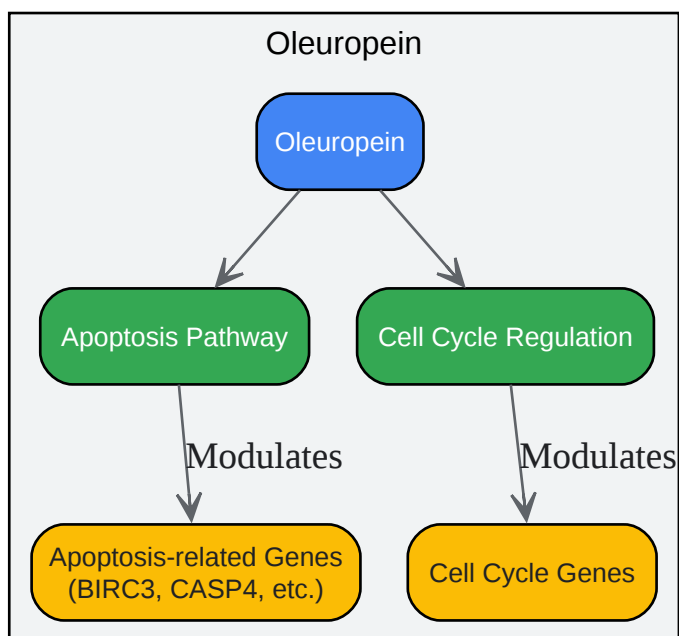 Oleuropein
Oleuropein
Apoptosis Pathway
Cell Cycle Regulation
Modulates
Modulates
Apoptosis-related Genes
(BIRC3, CASP4, etc.)
Cell Cycle Genes